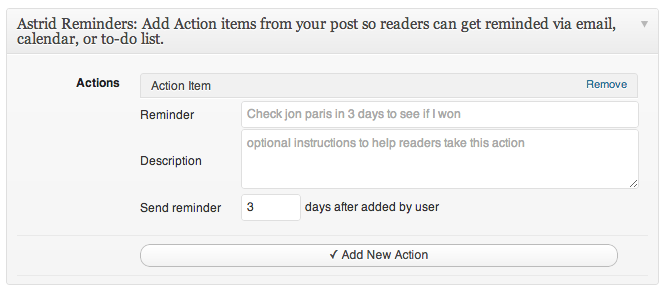 Astrid Reminders: Add Action items from your post so readers can get reminded via email,
calendar, or to-do list.
Actions
Action Item
Remove
Reminder
Check jon paris in 3 days to see if I won
Description
optional instructions to help readers take this action
Send reminder
3
days after added by user
✓ Add New Action